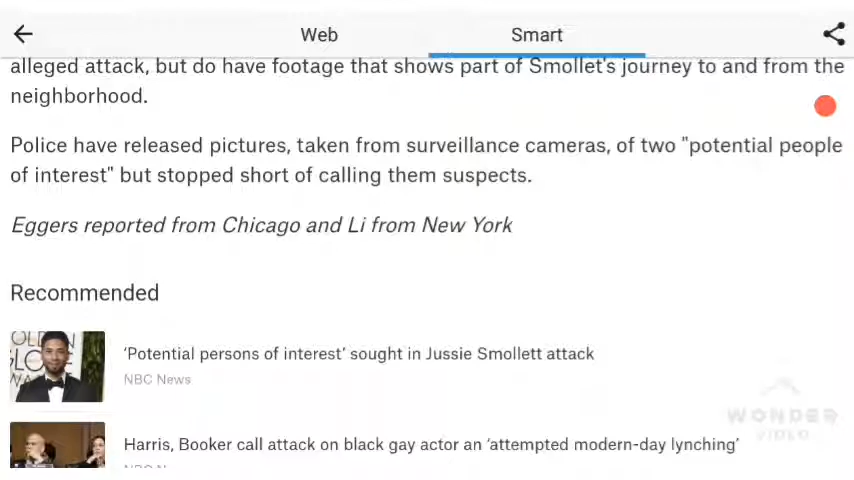 Web Smart
alleged attack, but do have footage that shows part of Smollet's journey to and from the
neighborhood.
Police have released pictures, taken from surveillance cameras, of two "potential people
of interest" but stopped short of calling them suspects.
Eggers reported from Chicago and Li from New York
Recommended
‘Potential persons of interest’ sought in Jussie Smollett attack
NBC News
Harris, Booker call attack on black gay actor an ‘attempted modern-day lynching’
WONDER
VIDEO